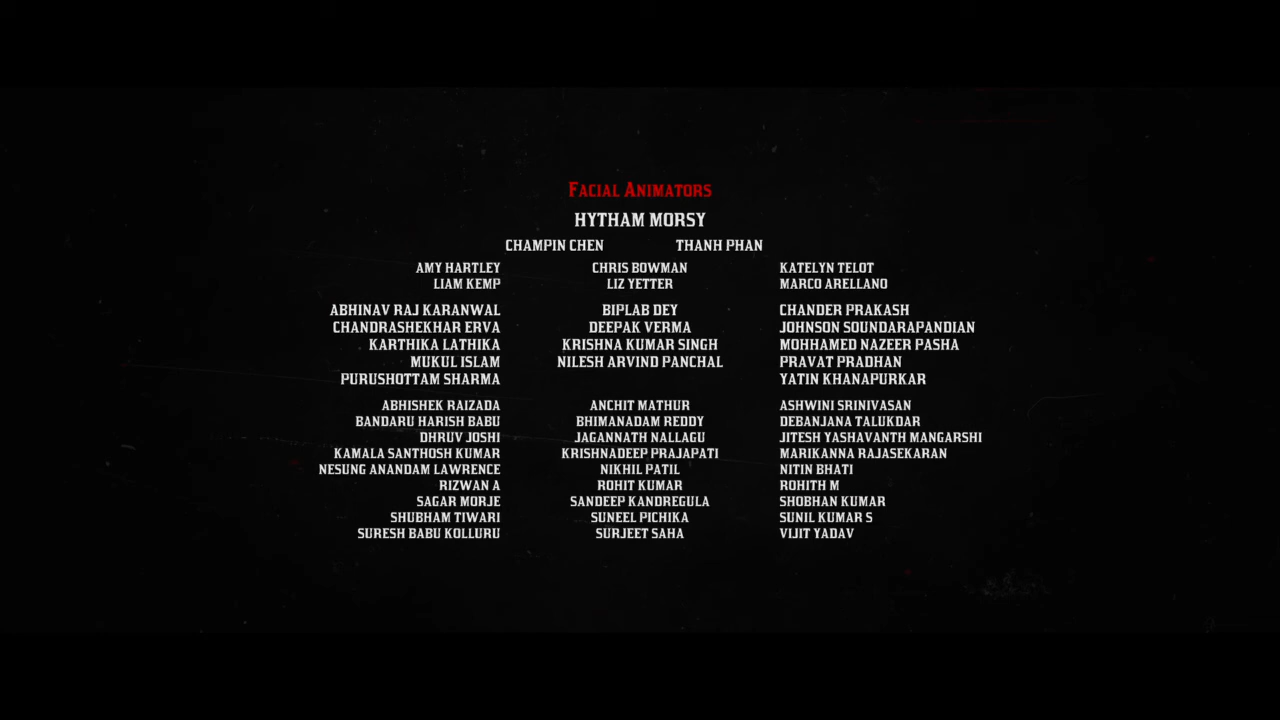 Facial Animators
HYTHAM MORSY
CHAMPIN CHEN THANH PHAN
AMY HARTLEY CHRIS BOWMAN KATELYN TELOT
LIAM KEMP LIZ YETTER MARCO ARELLANO
ABHINAV RAJ KARANWAL BIPLAB DEY CHANDER PRAKASH
CHANDRASHEKHAR ERVA DEEPAK VERMA JOHNSON SOUNDARAPANDIAN
KARTHIKA LATHIKA KRISHNA KUMAR SINGH MOHHAMED NAZEER PASHA
MUKUL ISLAM NILESH ARVIND PANCHAL PRAVAT PRADHAN
PURUSHOTTAM SHARMA YATIN KHANAPURKAR
ABHISHEK RAIZADA ANCHIT MATHUR ASHWINI SRINIVASAN
BANDARU HARISH BABU BHIMANADAM REDDY DEBANJANA TALUKDAR
DHRUV JOSHI JAGANNATH NALLAGU JITESH YASHAVANTH MANGARSHI
KAMALA SANTHOSH KUMAR KRISHNADEEP PRAJAPATI MARIKANNA RAJASEKARAN
NESUNG ANANDAM LAWRENCE NIKHIL PATIL NITIN BHATI
RIZWAN A ROHIT KUMAR ROHITH M
SAGAR MORJE SANDEEP KANDREGULA SHOBHAN KUMAR
SHUBHAM TIWARI SUNEEL PICHIKA SUNIL KUMAR S
SURESH BABU KOLLURU SURJEET SAHA VIJIT YADAV